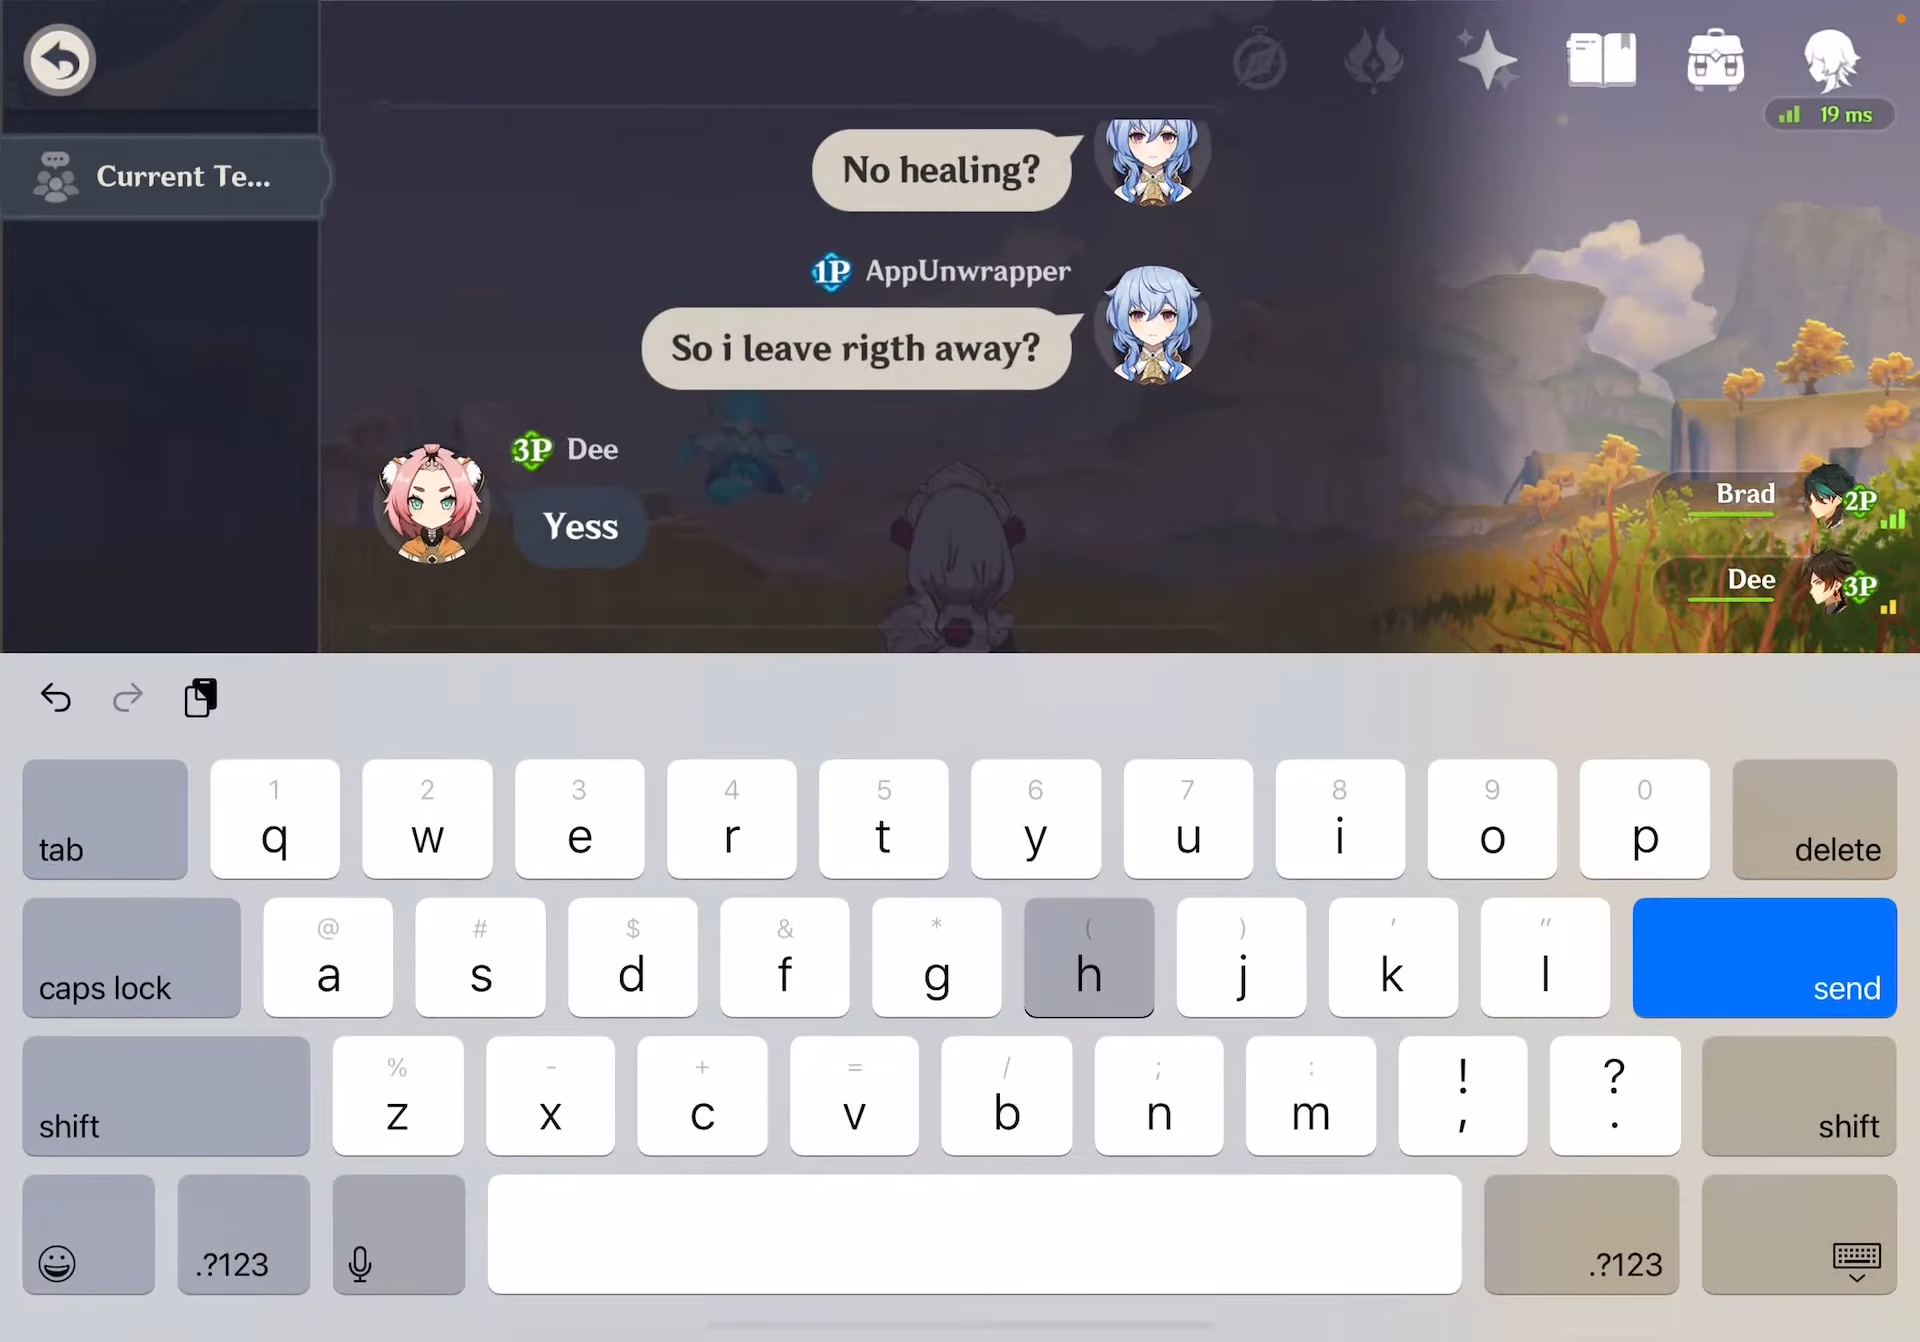 19 ms
Current Te...
No healing?
1P AppUnwrapper
So i leave rigth away?
3P Dee
Yess
Brad 2P
Dee 3P
tab
1 2 3 4 5 6 7 8 9 0
q w e r t y u i o p
delete
@ # $ & * ( ) ' "
caps lock
a s d f g h j k l
send
% - + = / ; : ! ?
shift
z x c v b n m , .
shift
.?123
.?123